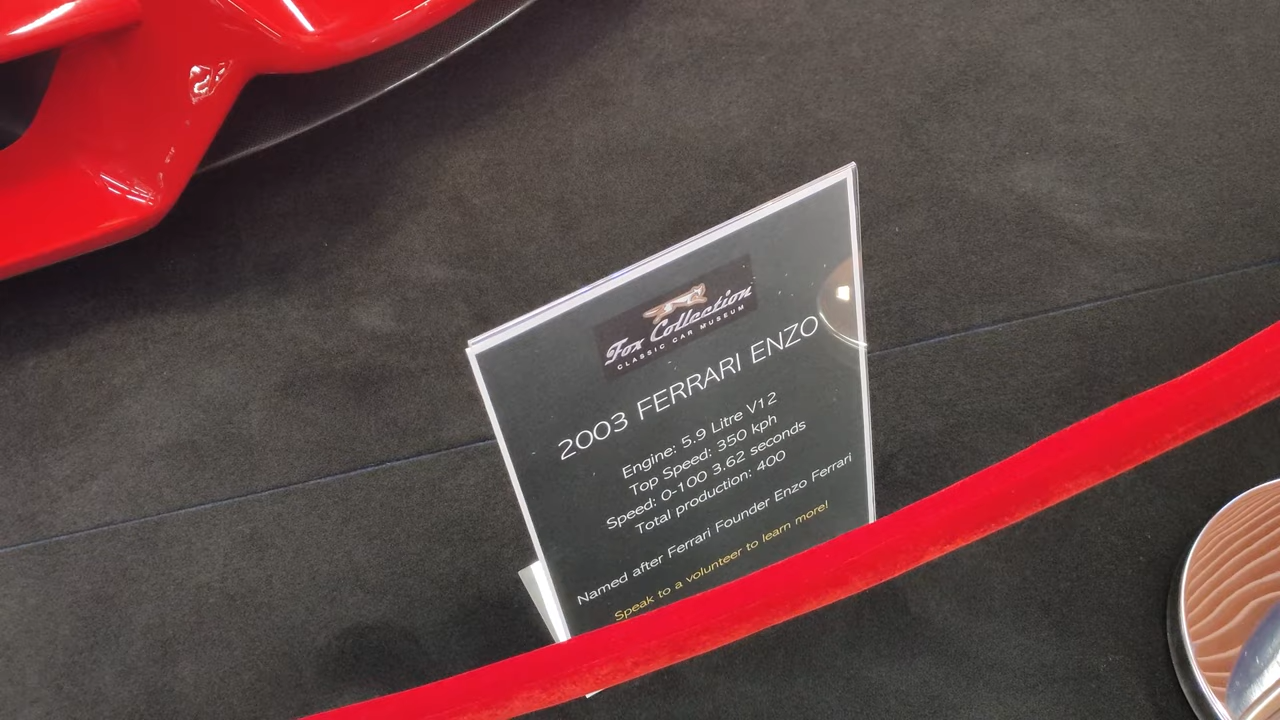 Fox Collection
CLASSIC CAR MUSEUM
2003 FERRARI ENZO
Engine: 5.9 Litre V12
Top Speed: 350 kph
Speed: 0-100 3.62 seconds
Total production: 400
Named after Ferrari Founder Enzo Ferrari
Speak to a volunteer to learn more!